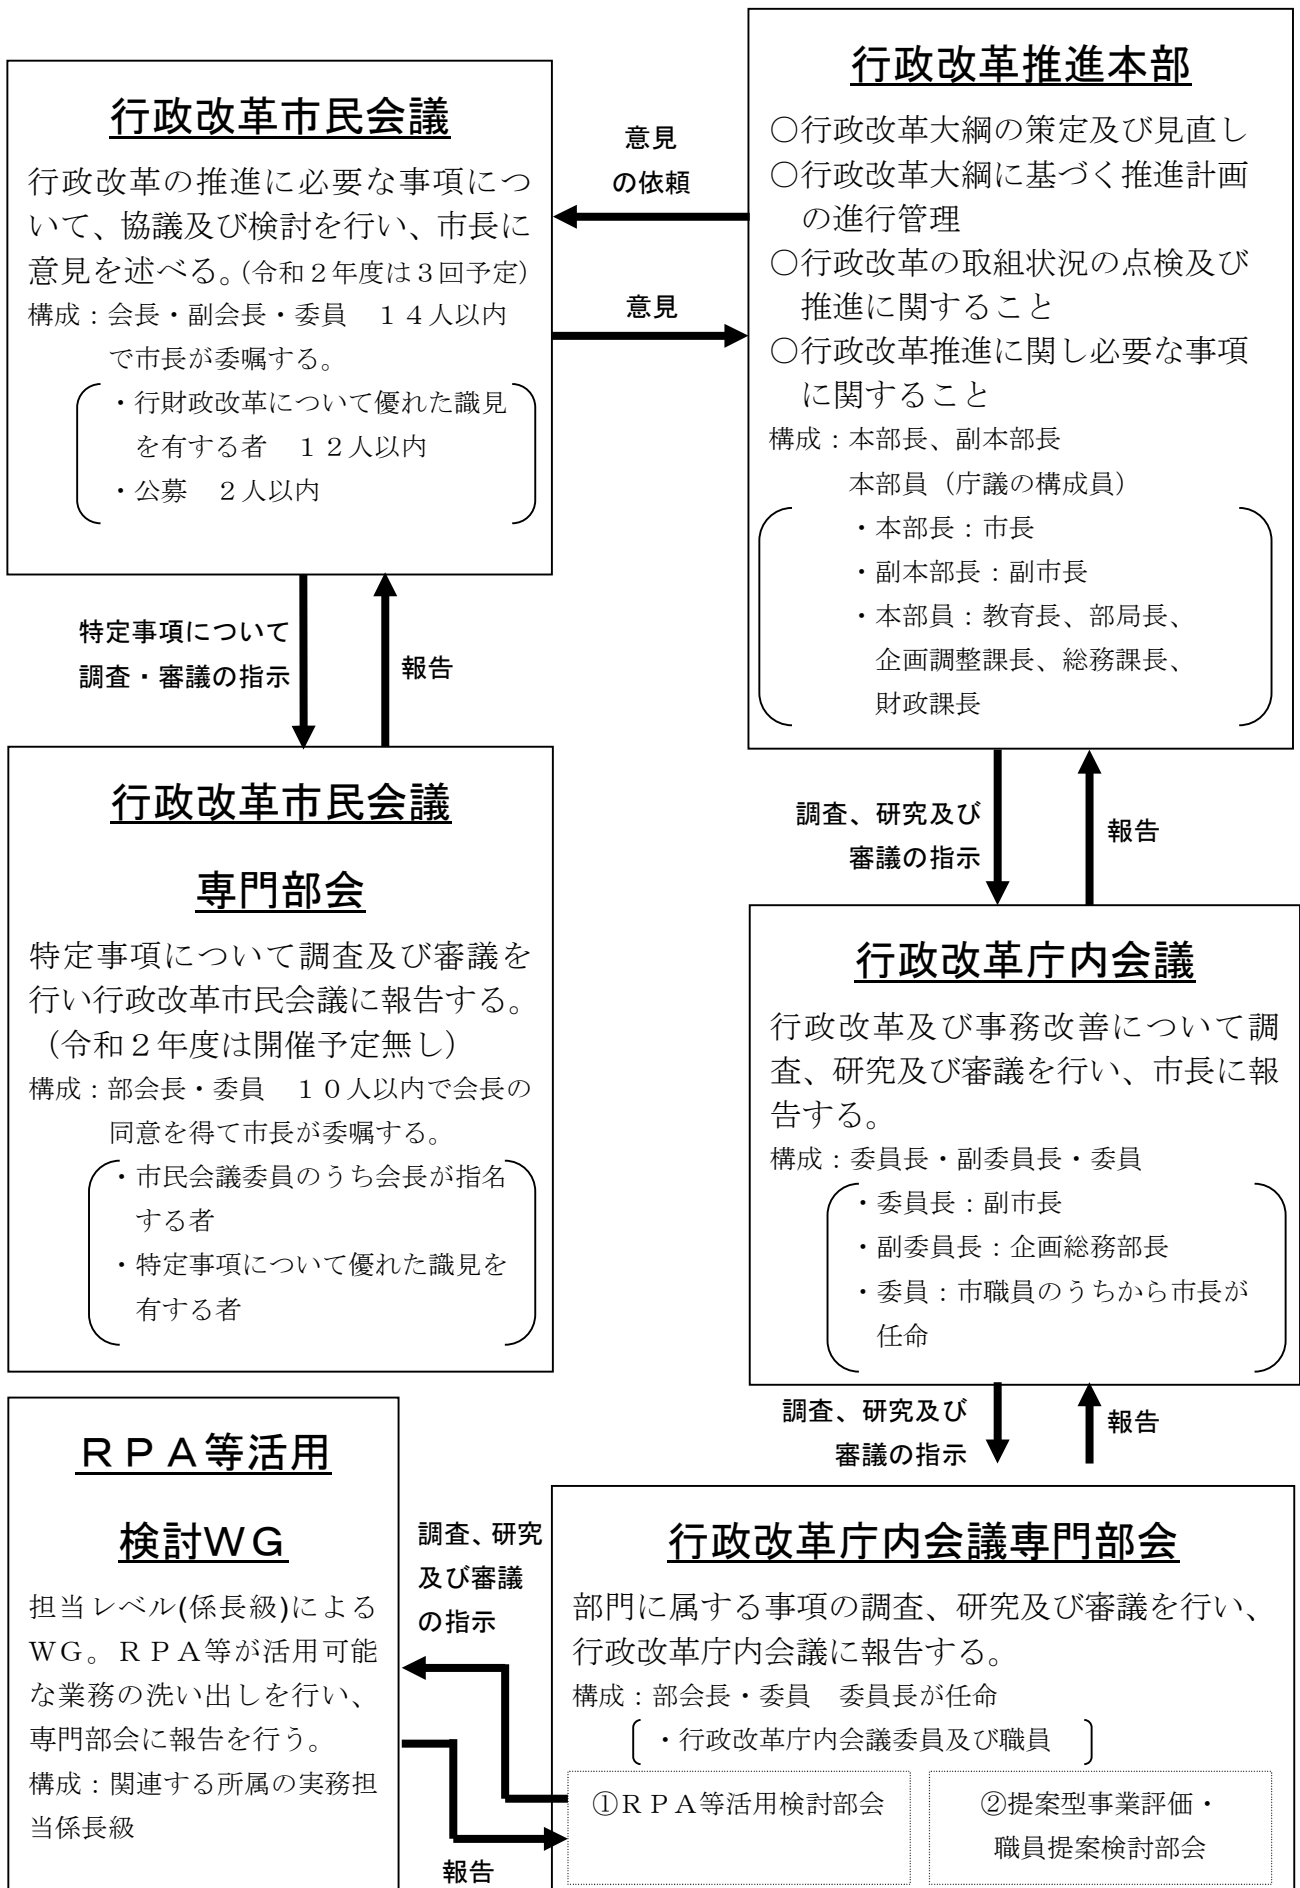 行政改革市民会議
行政改革の推進に必要な事項につ
いて、協議及び検討を行い、市長に
意見を述べる。(令和２年度は３回予定)
構成：会長・副会長・委員　１４人以内
で市長が委嘱する。
・行財政改革について優れた識見
を有する者　１２人以内
・公募　２人以内
意見
の依頼
意見
行政改革推進本部
○行政改革大綱の策定及び見直し
○行政改革大綱に基づく推進計画
の進行管理
○行政改革の取組状況の点検及び
推進に関すること
○行政改革推進に関し必要な事項
に関すること
構成：本部長、副本部長
本部員（庁議の構成員）
・本部長：市長
・副本部長：副市長
・本部員：教育長、部局長、
企画調整課長、総務課長、
財政課長
特定事項について
調査・審議の指示
報告
行政改革市民会議
専門部会
特定事項について調査及び審議を
行い行政改革市民会議に報告する。
（令和２年度は開催予定無し）
構成：部会長・委員　１０人以内で会長の
同意を得て市長が委嘱する。
・市民会議委員のうち会長が指名
する者
・特定事項について優れた識見を
有する者
調査、研究及び
審議の指示
報告
行政改革庁内会議
行政改革及び事務改善について調
査、研究及び審議を行い、市長に報
告する。
構成：委員長・副委員長・委員
・委員長：副市長
・副委員長：企画総務部長
・委員：市職員のうちから市長が
任命
調査、研究及び
審議の指示
報告
ＲＰＡ等活用
検討ＷＧ
担当レベル(係長級)による
ＷＧ。ＲＰＡ等が活用可能
な業務の洗い出しを行い、
専門部会に報告を行う。
構成：関連する所属の実務担
当係長級
調査、研究
及び審議
の指示
報告
行政改革庁内会議専門部会
部門に属する事項の調査、研究及び審議を行い、
行政改革庁内会議に報告する。
構成：部会長・委員　委員長が任命
・行政改革庁内会議委員及び職員
①ＲＰＡ等活用検討部会
②提案型事業評価・
職員提案検討部会